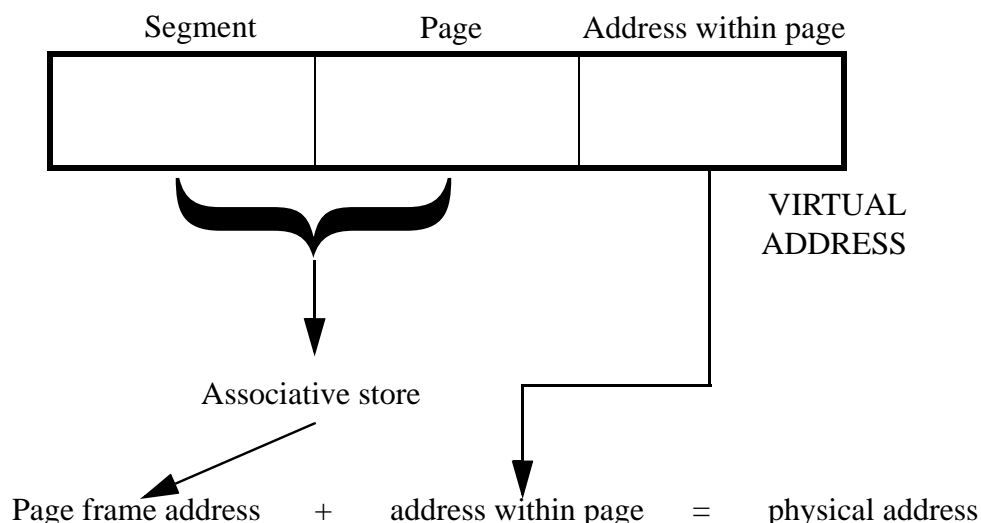 Segment Page Address within page
VIRTUAL
ADDRESS
Associative store
Page frame address + address within page = physical address